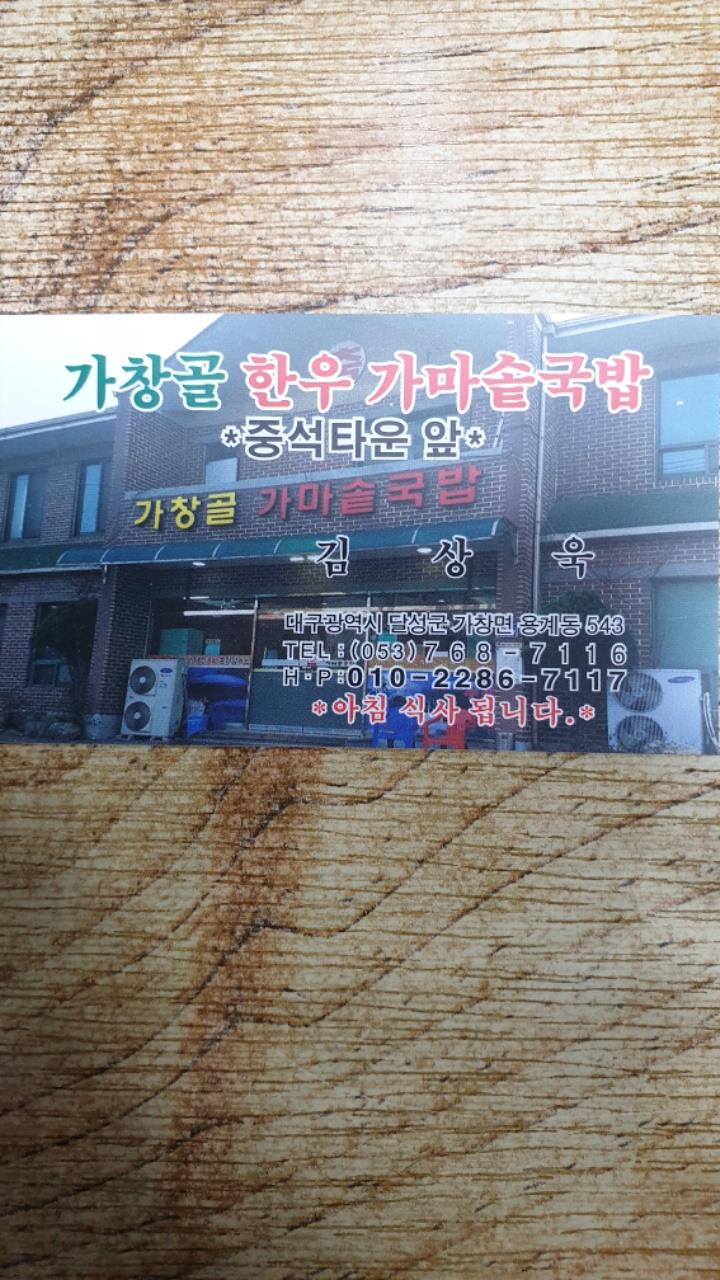 가창골 한우 가마솥국밥
*중석타운 앞*
가창골 가마솥국밥
김 상 욱
대구광역시 달성군 가창면 용계동 543
TEL:(053)768-7116
H·P:010-2286-7117
*아침 식사 됩니다.*